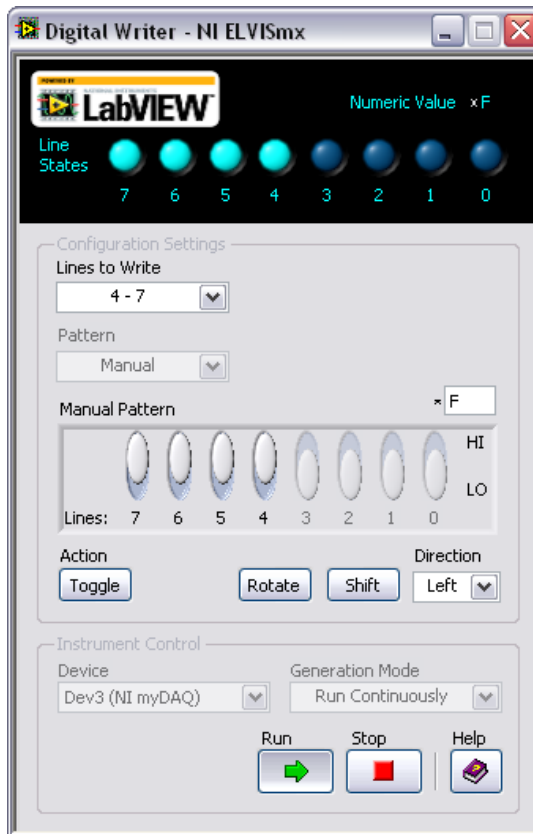 Digital Writer - NI ELVISmx
POWERED BY
NATIONAL INSTRUMENTS
LabVIEW™
Numeric Value xF
Line
States
7 6 5 4 3 2 1 0
Configuration Settings
Lines to Write
4 - 7
Pattern
Manual
Manual Pattern
x F
HI
LO
Lines: 7 6 5 4 3 2 1 0
Action
Direction
Toggle Rotate Shift Left
Instrument Control
Device Generation Mode
Dev3 (NI myDAQ) Run Continuously
Run Stop Help